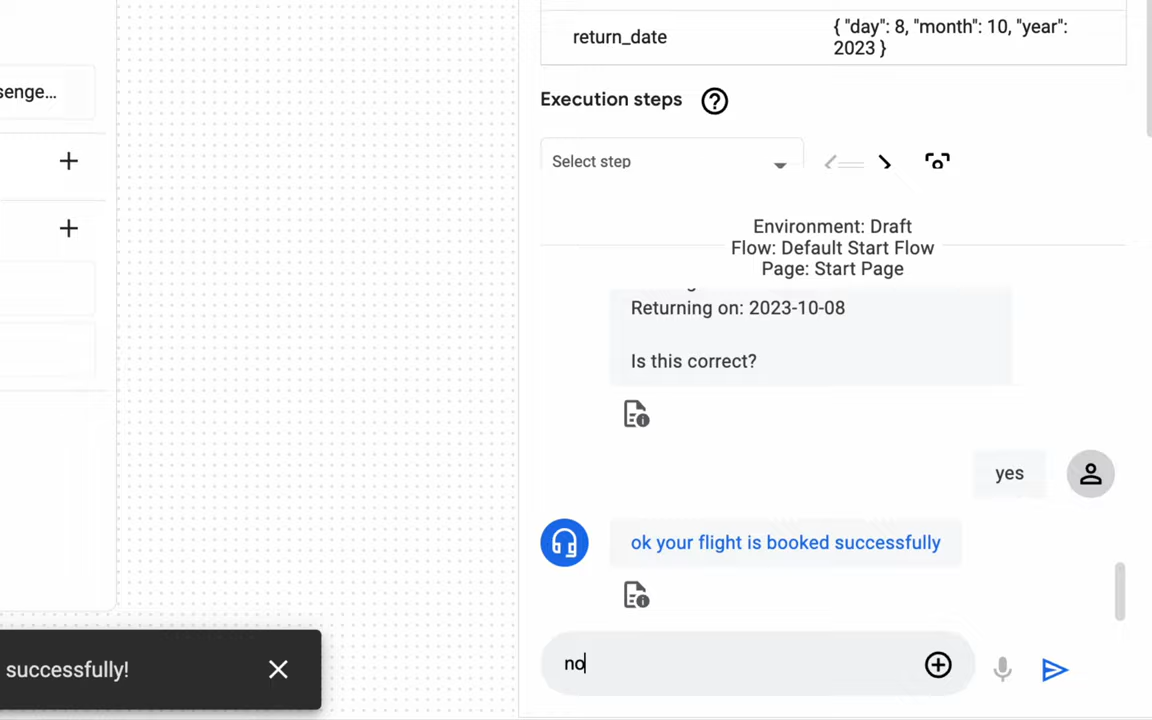 return_date
{ "day": 8, "month": 10, "year":
2023 }
senge...
Execution steps
Select step
Environment: Draft
Flow: Default Start Flow
Page: Start Page
Returning on: 2023-10-08
Is this correct?
yes
ok your flight is booked successfully
no
successfully!